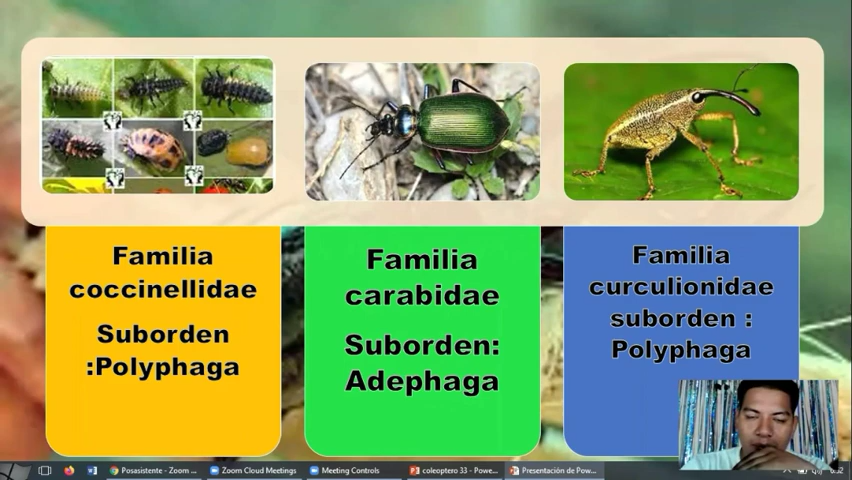 Familia
coccinellidae
Suborden
:Polyphaga
Familia
carabidae
Suborden:
Adephaga
Familia
curculionidae
suborden :
Polyphaga
Posasistente - Zoom ...
Zoom Cloud Meetings
Meeting Controls
coleoptero 33 - Powe...
Presentación de Pow...